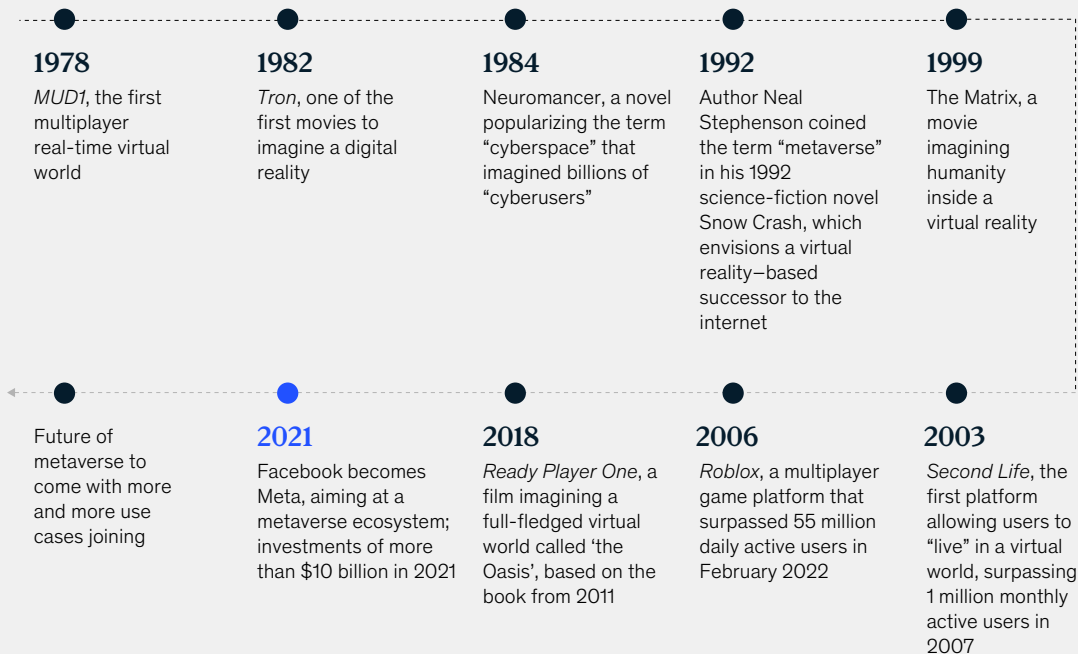 1978
MUD1, the first
multiplayer
real-time virtual
world
1982
Tron, one of the
first movies to
imagine a digital
reality
1984
Neuromancer, a novel
popularizing the term
“cyberspace” that
imagined billions of
“cyberusers”
1992
Author Neal
Stephenson coined
the term “metaverse”
in his 1992
science-fiction novel
Snow Crash, which
envisions a virtual
reality–based
successor to the
internet
1999
The Matrix, a
movie
imagining
humanity
inside a
virtual reality
2003
Second Life, the
first platform
allowing users to
“live” in a virtual
world, surpassing
1 million monthly
active users in
2007
2006
Roblox, a multiplayer
game platform that
surpassed 55 million
daily active users in
February 2022
2018
Ready Player One, a
film imagining a
full-fledged virtual
world called ‘the
Oasis’, based on the
book from 2011
2021
Facebook becomes
Meta, aiming at a
metaverse ecosystem;
investments of more
than $10 billion in 2021
Future of
metaverse to
come with more
and more use
cases joining